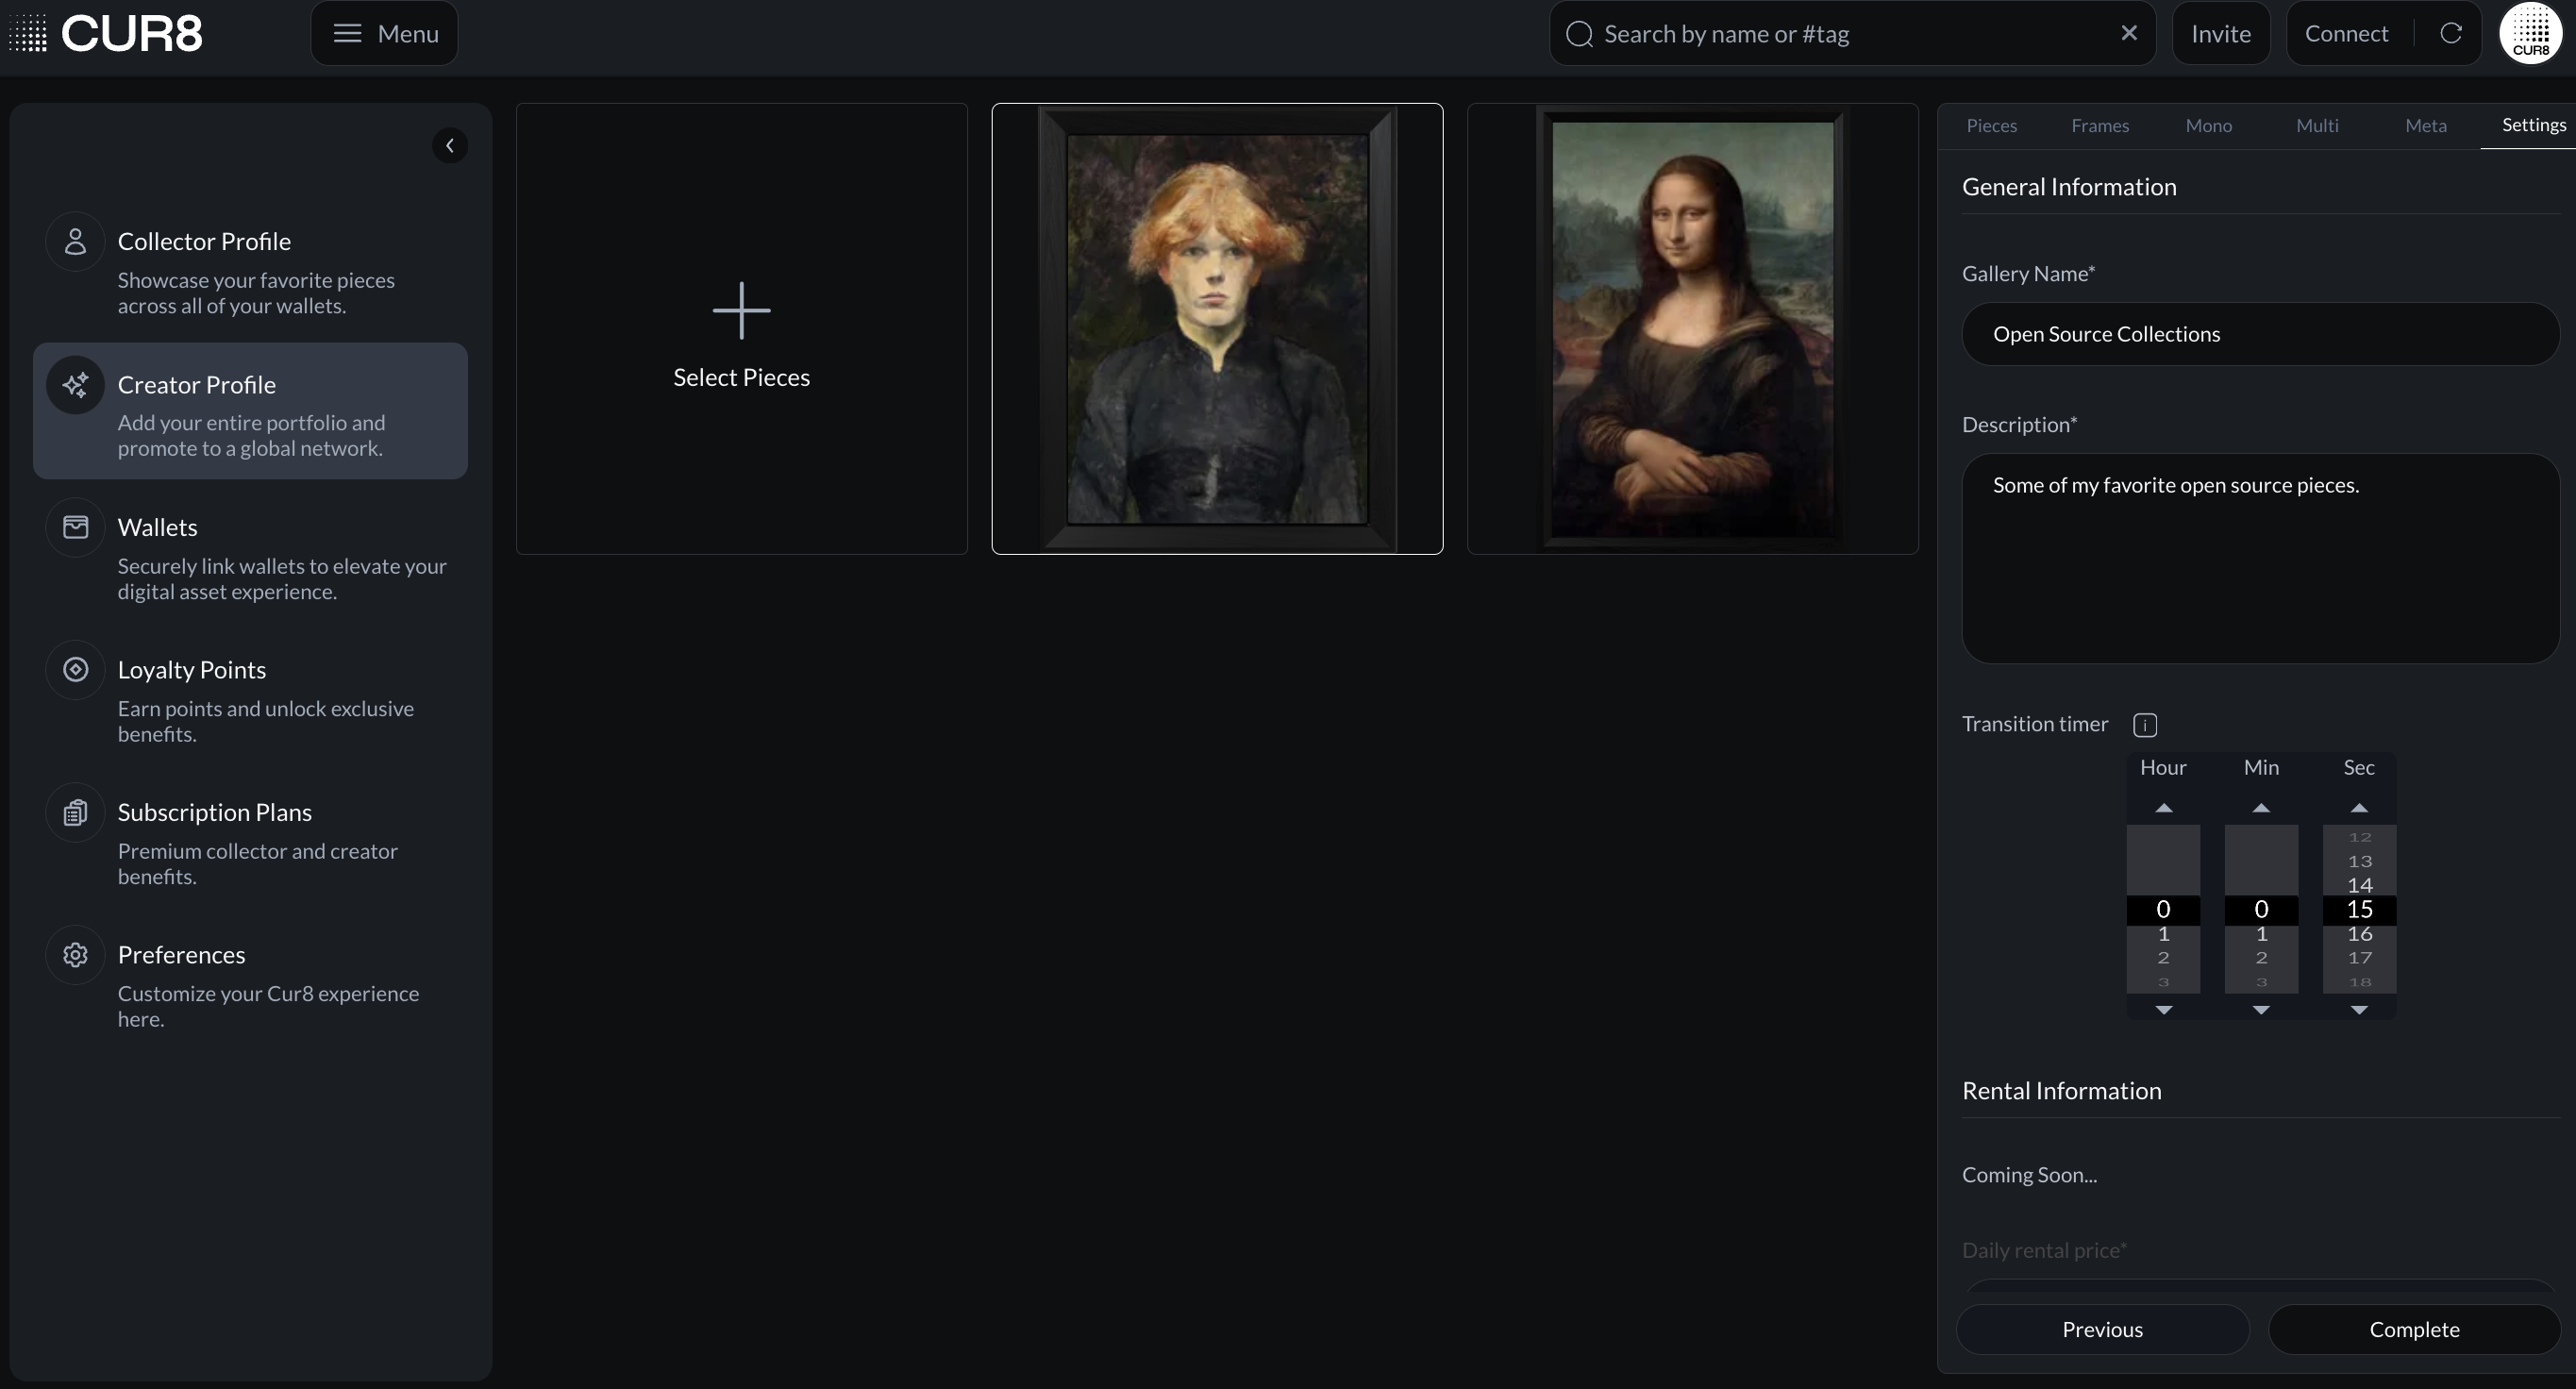 CUR8
Menu
Search by name or #tag
Invite
Connect
CUR8
Collector Profile
Showcase your favorite pieces
across all of your wallets.
Creator Profile
Add your entire portfolio and
promote to a global network.
Wallets
Securely link wallets to elevate your
digital asset experience.
Loyalty Points
Earn points and unlock exclusive
benefits.
Subscription Plans
Premium collector and creator
benefits.
Preferences
Customize your Cur8 experience
here.
Select Pieces
Pieces Frames Mono Multi Meta Settings
General Information
Gallery Name*
Open Source Collections
Description*
Some of my favorite open source pieces.
Transition timer i
Hour Min Sec
12
13
14
0 0 15
1 1 16
2 2 17
3 3 18
Rental Information
Coming Soon...
Daily rental price*
Previous
Complete